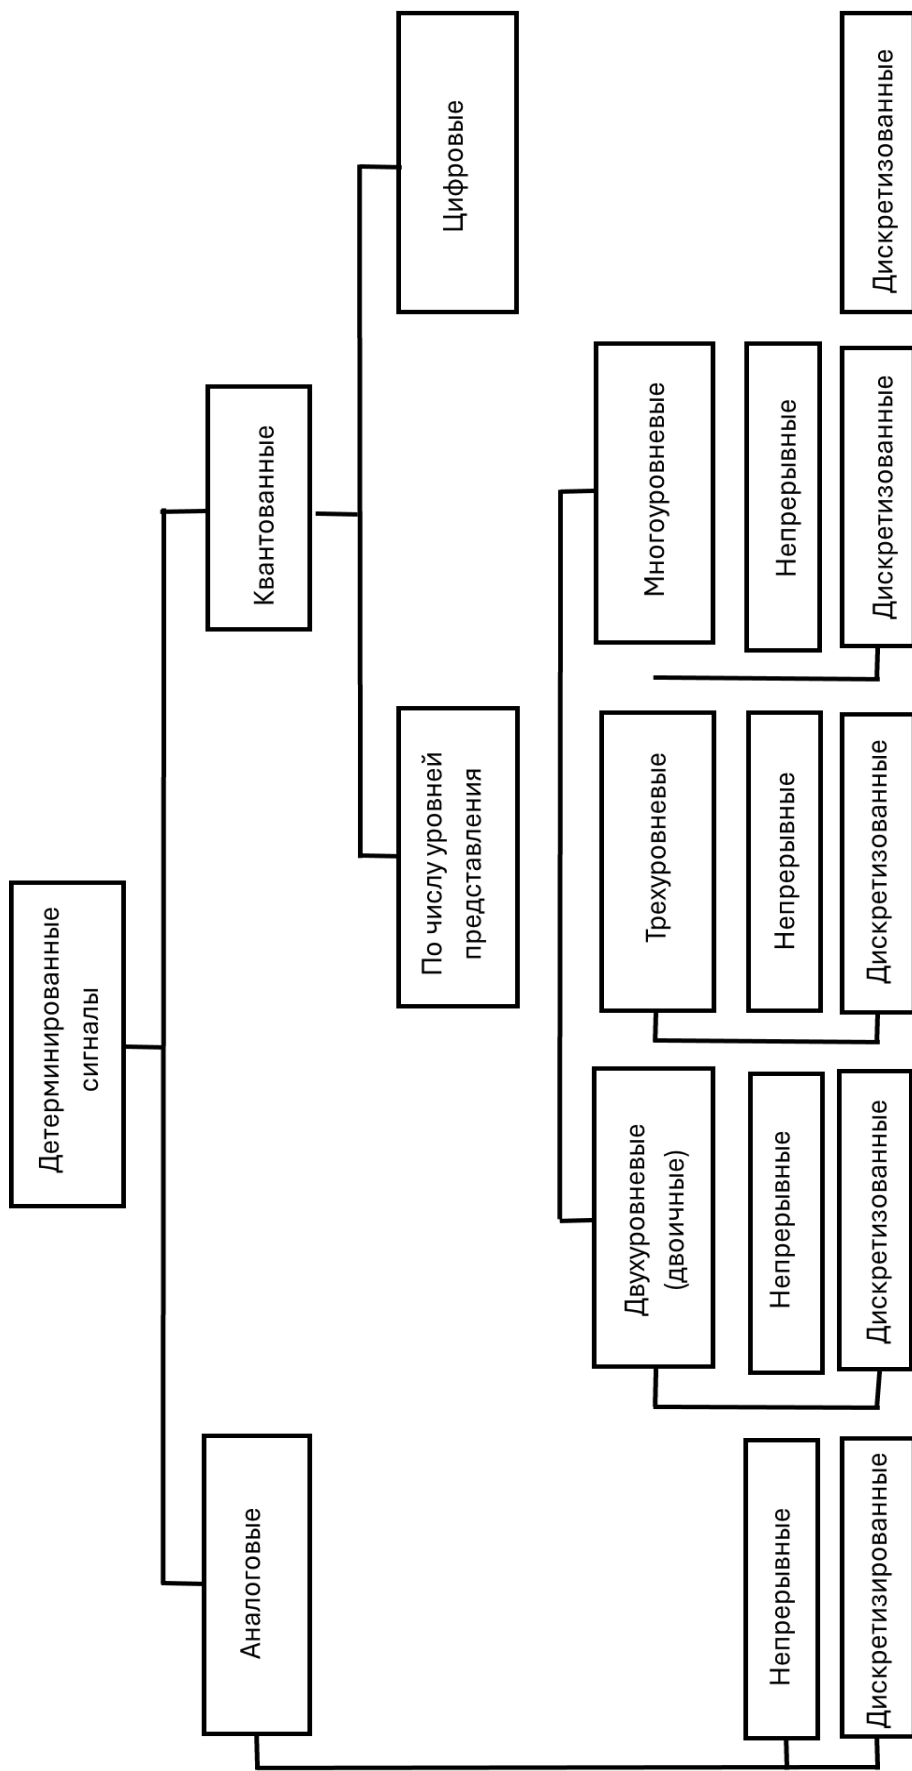 Детерминированные
сигналы
Аналоговые
Квантованные
По числу уровней
представления
Цифровые
Двухуровневые
(двоичные)
Трехуровневые
Многоуровневые
Непрерывные
Непрерывные
Непрерывные
Непрерывные
Дискретизированные
Дискретизованные
Дискретизованные
Дискретизованные
Дискретизованные